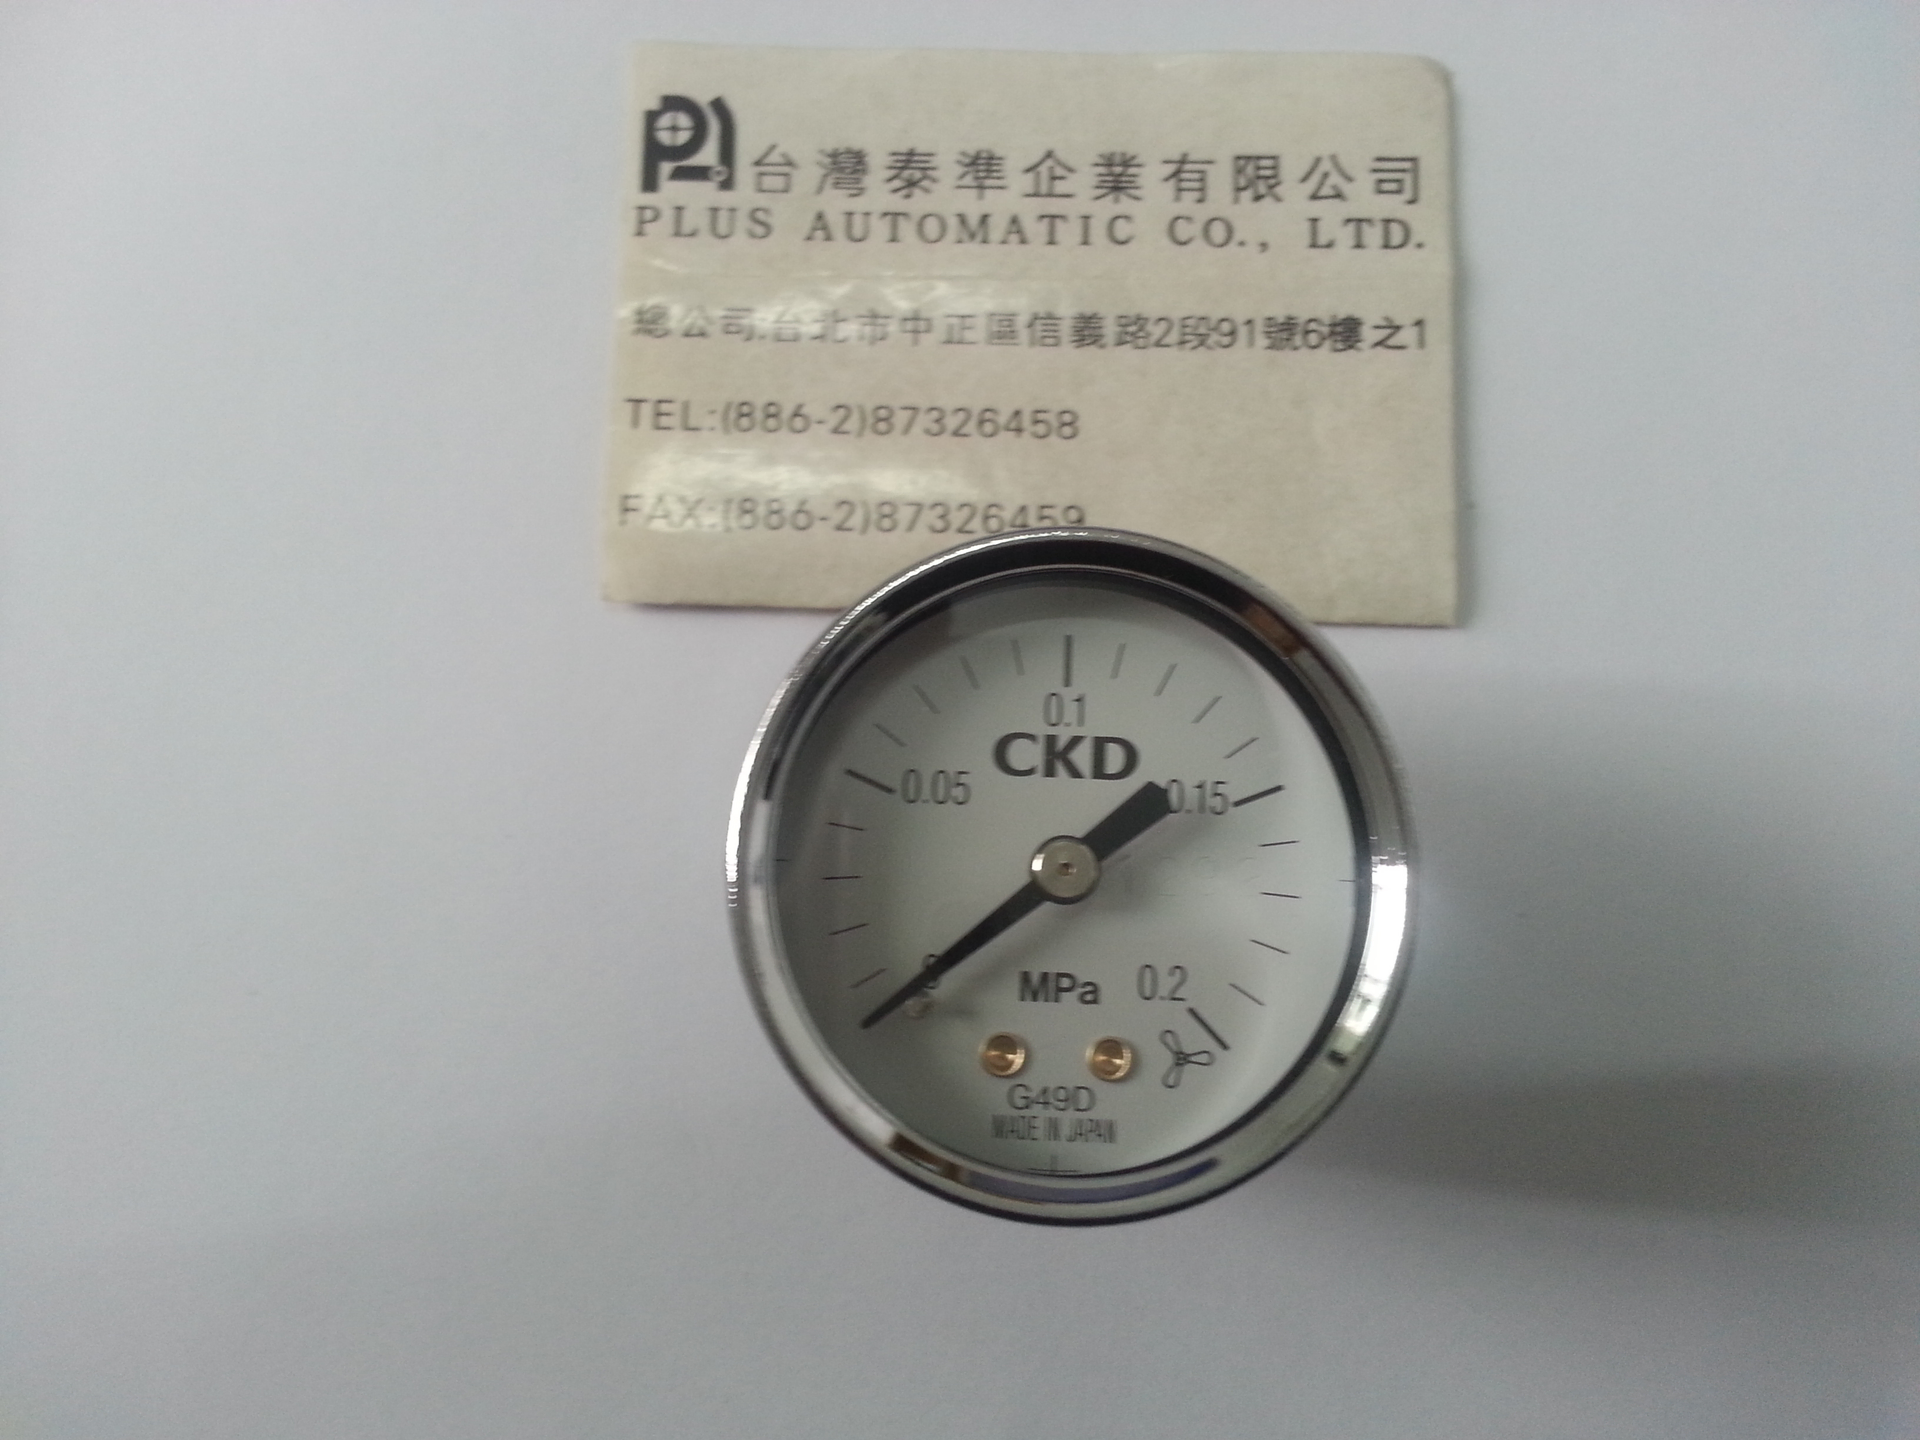 台灣泰準企業有限公司
PLUS AUTOMATIC CO., LTD.
總公司:台北市中正區信義路2段91號6樓之1
TEL:(886-2)87326458
FAX:(886-2)87326459
0.1
CKD
0.05
0.15
0
MPa
0.2
G49D
MADE IN JAPAN